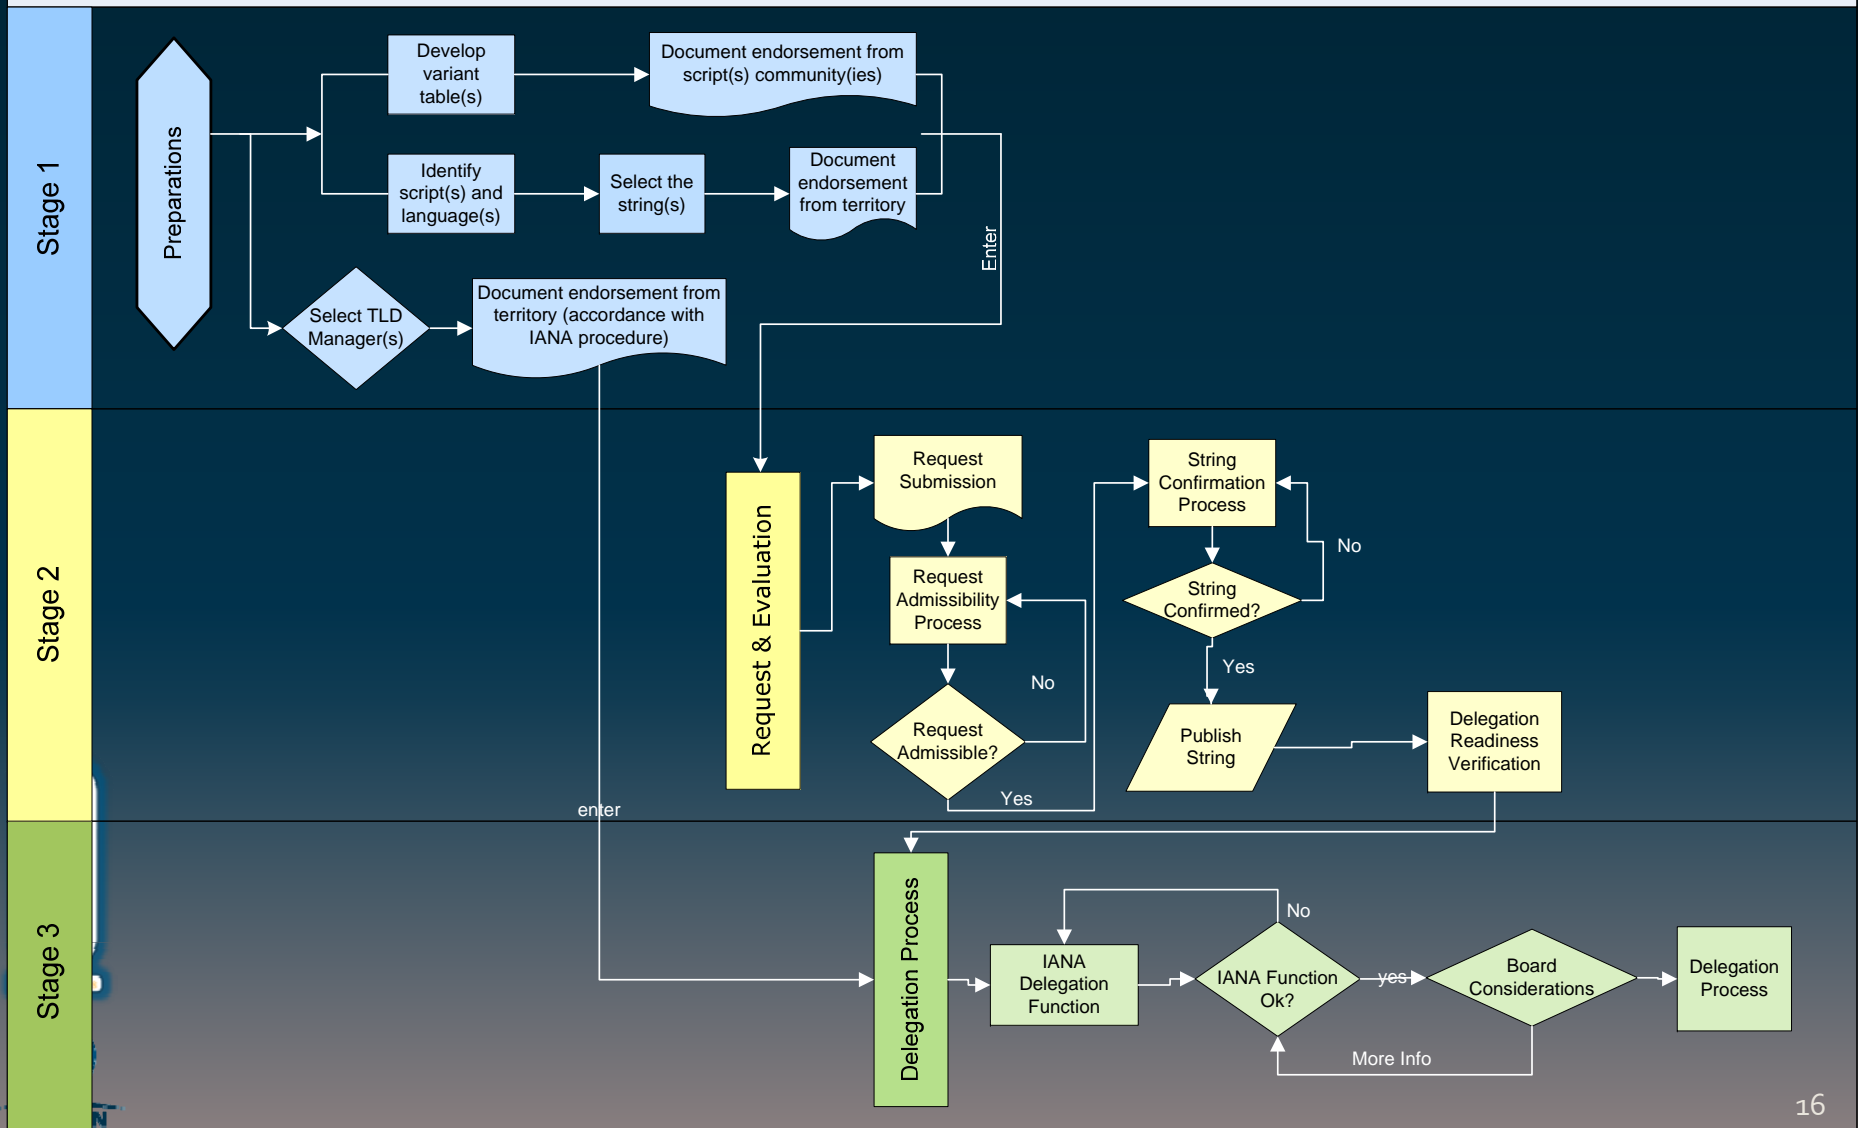 Stage 1
Preparations
Develop
variant
table(s)
Document endorsement from
script(s) community(ies)
Identify
script(s) and
language(s)
Select the
string(s)
Document
endorsement
from territory
Enter
Select TLD
Manager(s)
Document endorsement from
territory (accordance with
IANA procedure)
Stage 2
Request & Evaluation
Request
Submission
Request
Admissibility
Process
No
Request
Admissible?
Yes
String
Confirmation
Process
No
String
Confirmed?
Yes
Publish
String
Delegation
Readiness
Verification
enter
Stage 3
Delegation Process
IANA
Delegation
Function
No
IANA Function
Ok?
yes
Board
Considerations
Delegation
Process
More Info
16